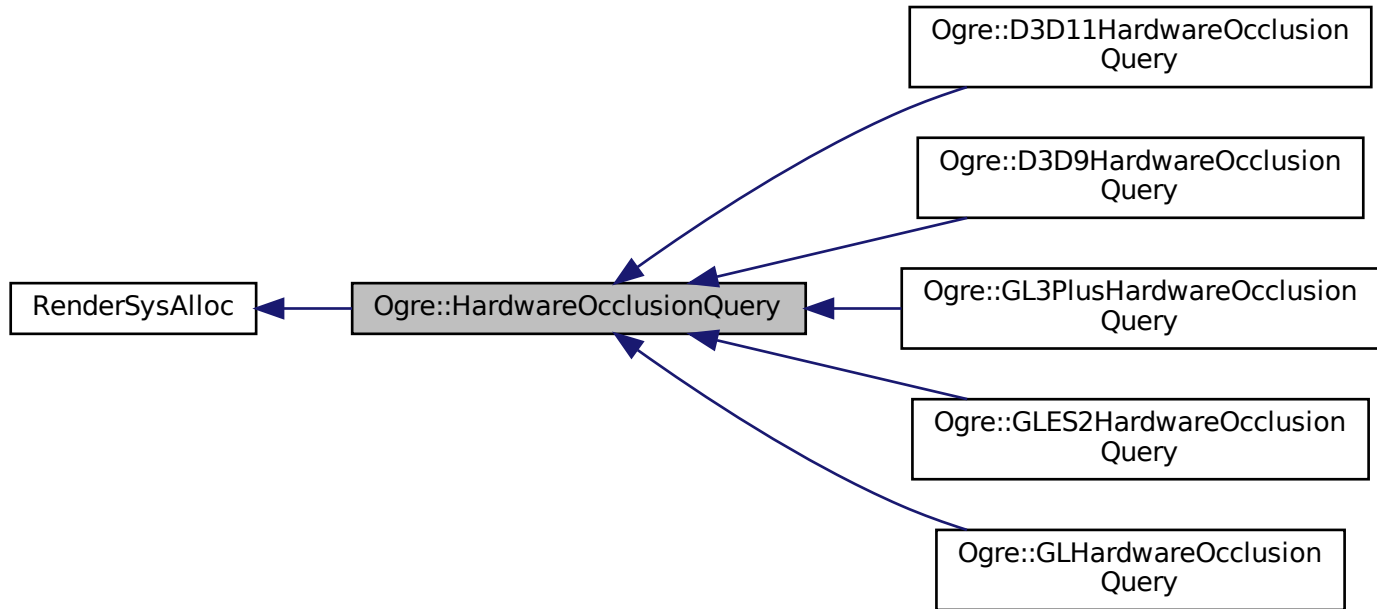 RenderSysAlloc
Ogre::HardwareOcclusionQuery
Ogre::D3D11HardwareOcclusion
Query
Ogre::D3D9HardwareOcclusion
Query
Ogre::GL3PlusHardwareOcclusion
Query
Ogre::GLES2HardwareOcclusion
Query
Ogre::GLHardwareOcclusion
Query